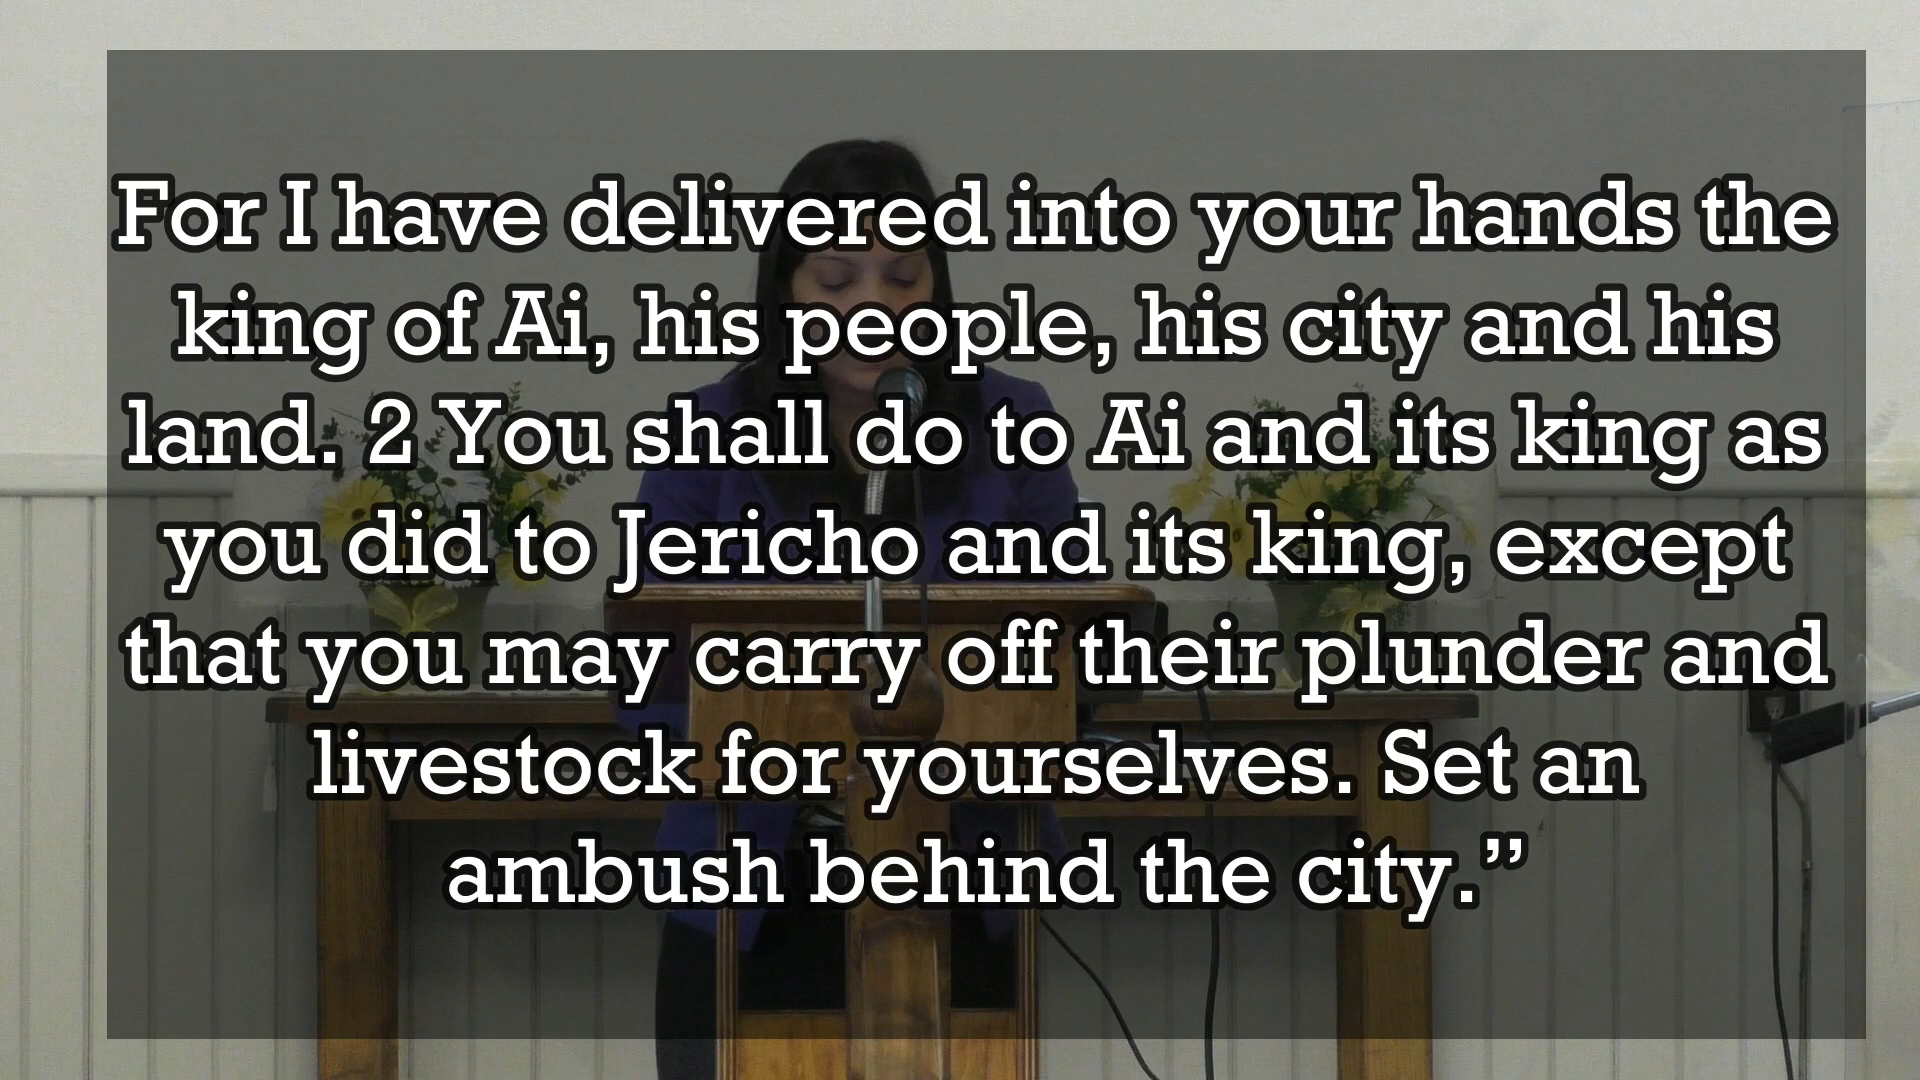 For I have delivered into your hands the
king of Ai, his people, his city and his
land. 2 You shall do to Ai and its king as
you did to Jericho and its king, except
that you may carry off their plunder and
livestock for yourselves. Set an
ambush behind the city.”